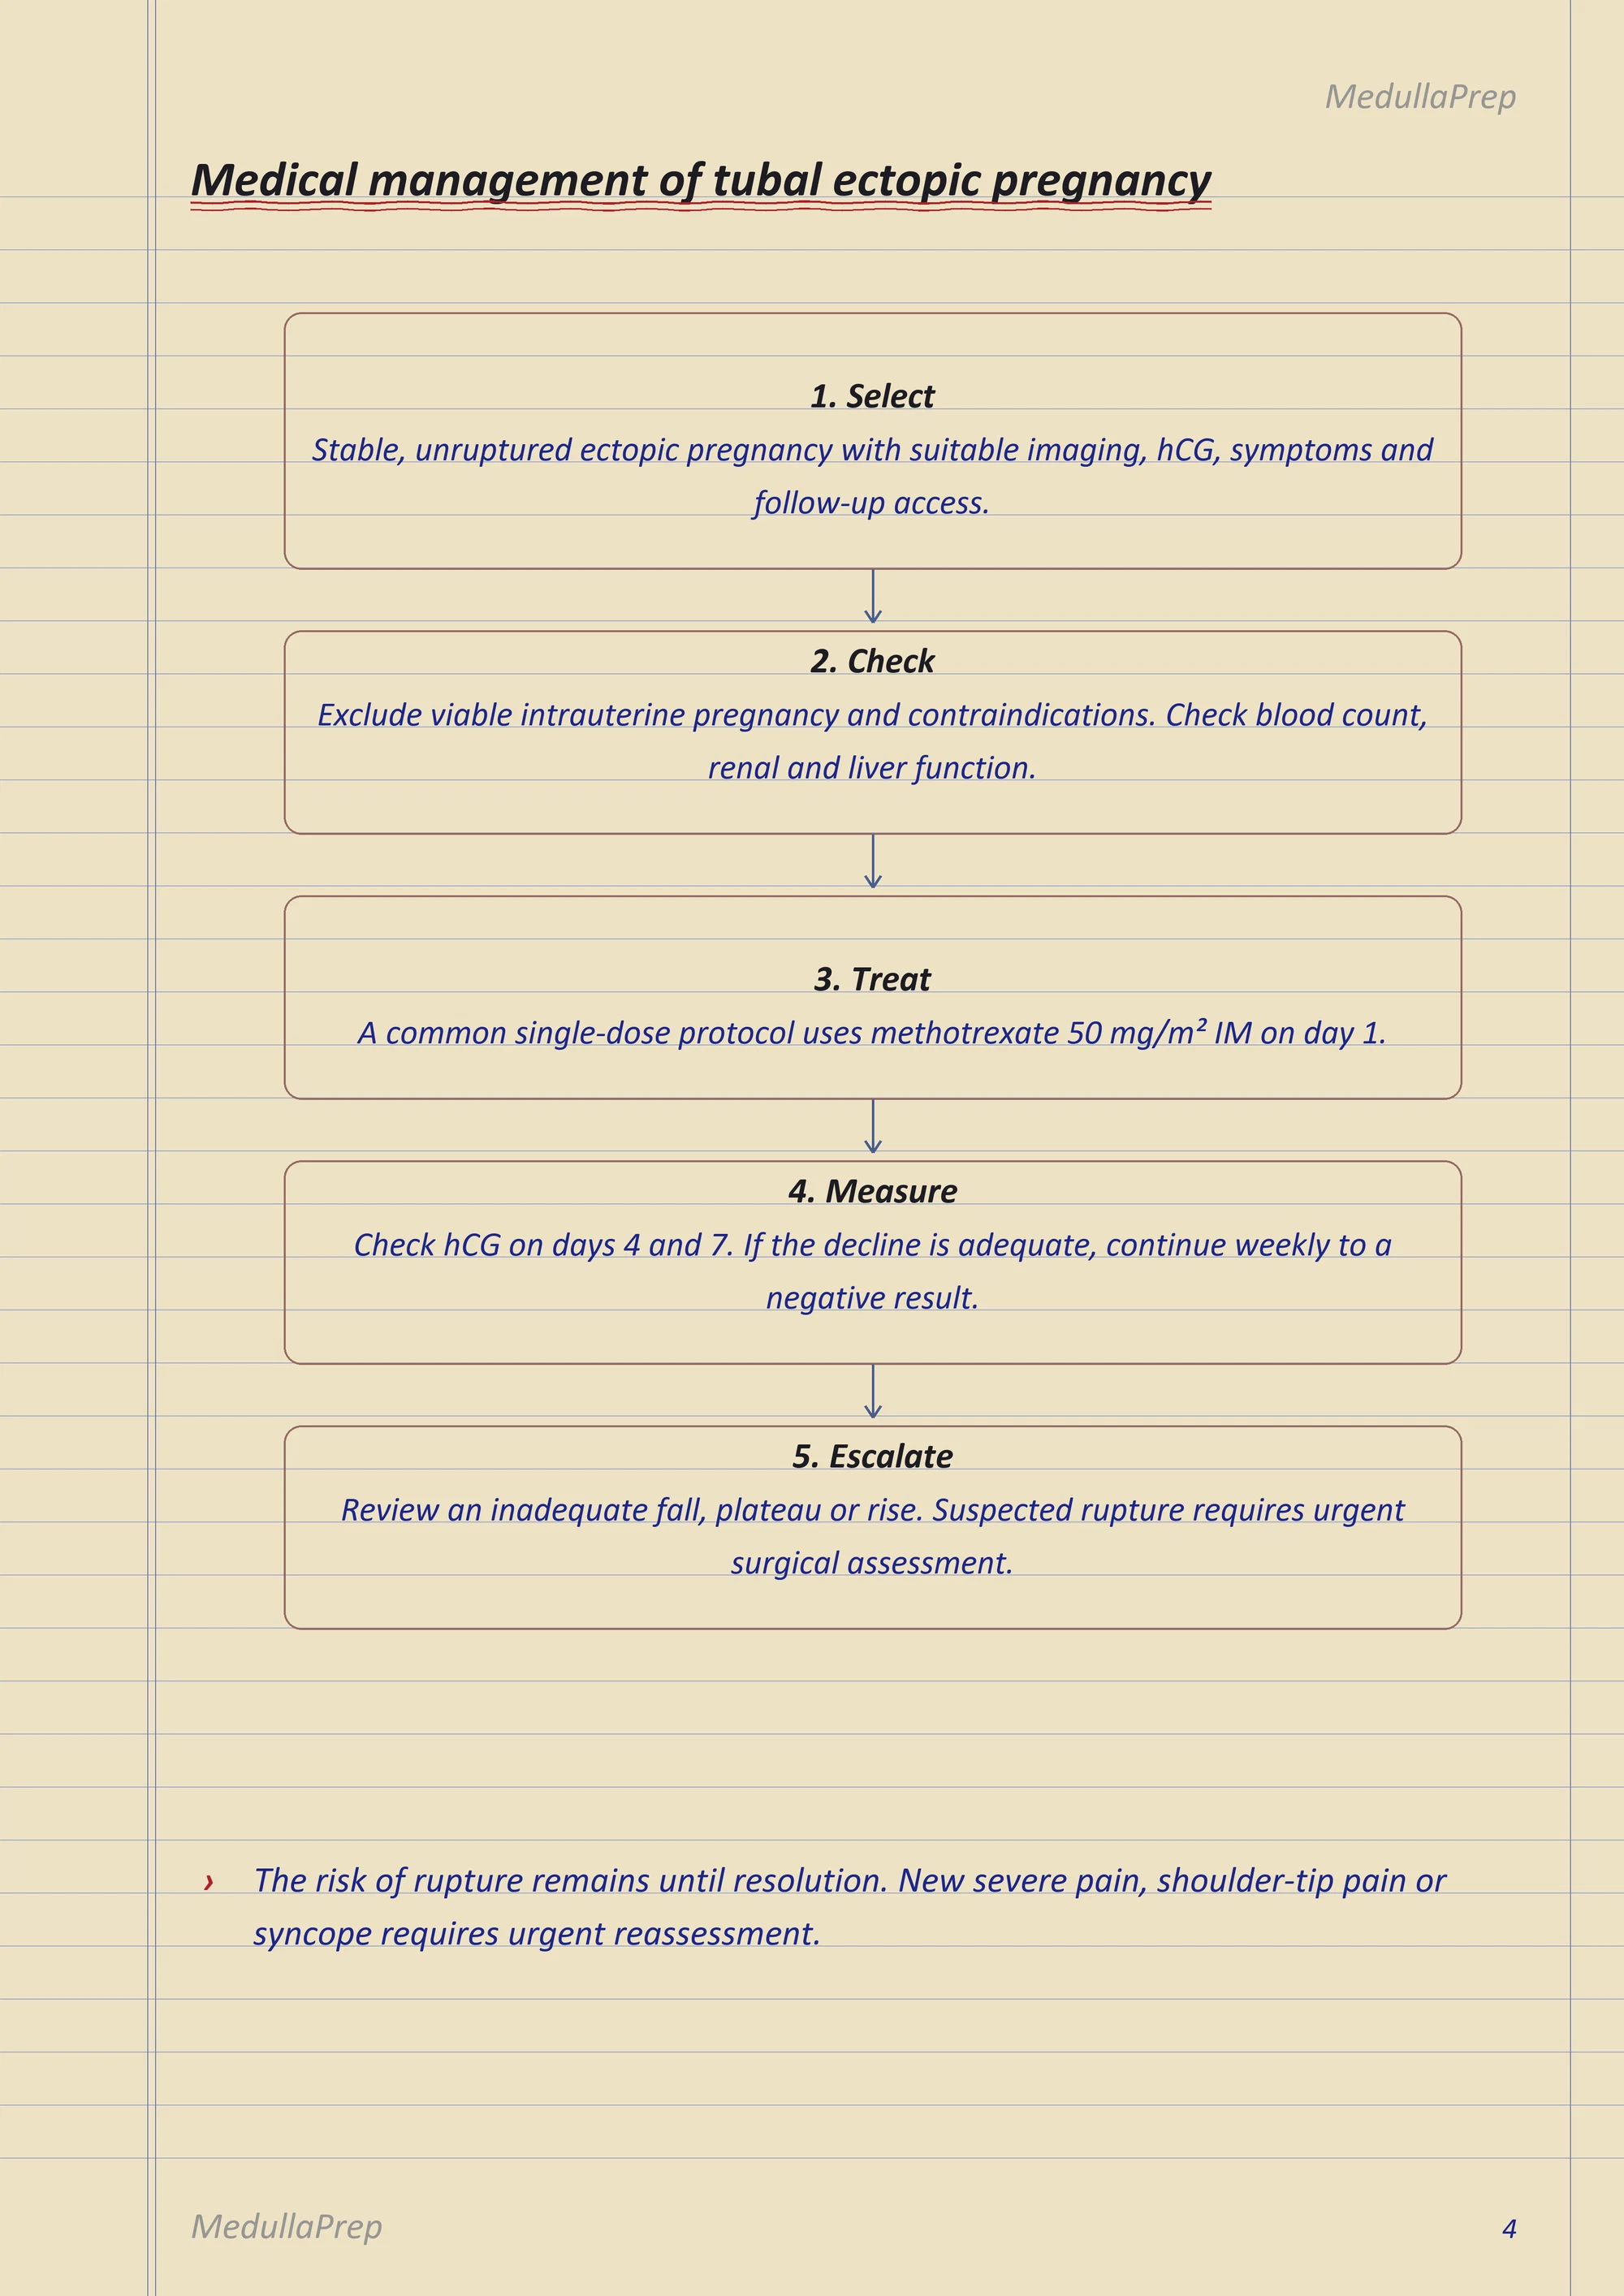 MedullaPrep
Medical management of tubal ectopic pregnancy
1. Select
Stable, unruptured ectopic pregnancy with suitable imaging, hCG, symptoms and
follow-up access.
2. Check
Exclude viable intrauterine pregnancy and contraindications. Check blood count,
renal and liver function.
3. Treat
A common single-dose protocol uses methotrexate 50 mg/m² IM on day 1.
4. Measure
Check hCG on days 4 and 7. If the decline is adequate, continue weekly to a
negative result.
5. Escalate
Review an inadequate fall, plateau or rise. Suspected rupture requires urgent
surgical assessment.
› The risk of rupture remains until resolution. New severe pain, shoulder-tip pain or
syncope requires urgent reassessment.
MedullaPrep
4